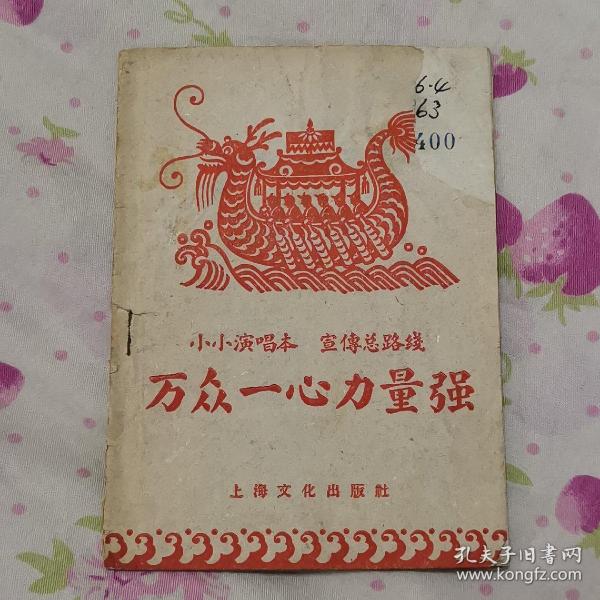 6.4
63
400
小小演唱本 宣傳总路线
万众一心力量强
上海文化出版社
孔夫子旧书网
www.kongfz.com